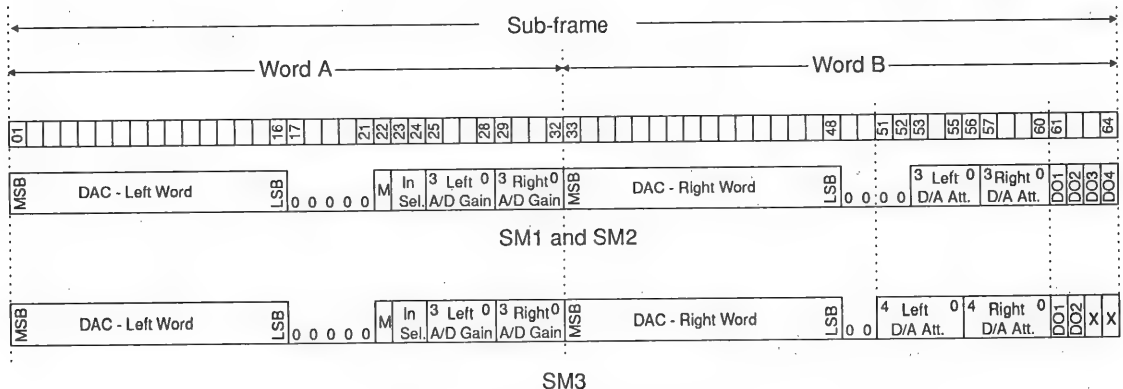 Sub-frame
Word A Word B
01 16 17 21 22 23 24 25 28 29 32 33 48 51 52 53 55 56 57 60 61 64
MSB DAC - Left Word LSB 0 0 0 0 0 M In Sel. 3 Left 0 A/D Gain 3 Right 0 A/D Gain MSB DAC - Right Word LSB 0 0 0 0 3 Left 0 D/A Att. 3 Right 0 D/A Att. DO1 DO2 DO3 DO4
SM1 and SM2
MSB DAC - Left Word LSB 0 0 0 0 0 M In Sel. 3 Left 0 A/D Gain 3 Right 0 A/D Gain MSB DAC - Right Word LSB 0 0 4 Left 0 D/A Att. 4 Right 0 D/A Att. DO1 DO2 X X
SM3